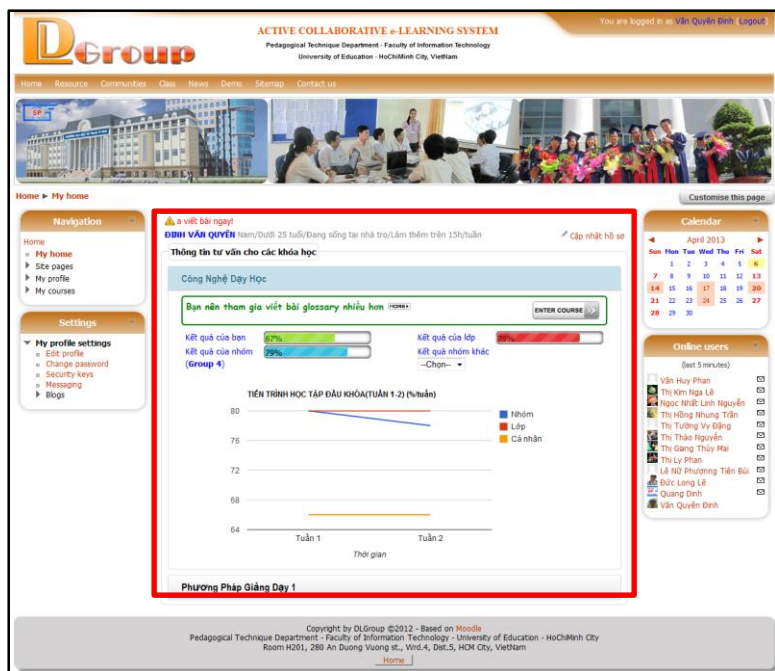 DGroup
ACTIVE COLLABORATIVE e-LEARNING SYSTEM
Pedagogical Technique Department - Faculty of Information Technology
University of Education - HoChiMinh City, VietNam
You are logged in as Văn Quyên Đinh (Logout)
Home Resource Communities Class News Demo Sitemap Contact us
SP
Home ► My home
Customise this page
Navigation
Home
My home
Site pages
My profile
My courses
Settings
My profile settings
Edit profile
Change password
Security keys
Messaging
Blogs
a viết bài ngay!
ĐINH VĂN QUYÊN Nam/Dưới 25 tuổi/Đang sống tại nhà trọ/Làm thêm trên 15h/tuần
Cập nhật hồ sơ
Thông tin tư vấn cho các khóa học
Công Nghệ Dạy Học
Bạn nên tham gia viết bài glossary nhiều hơn
ENTER COURSE
Kết quả của bạn 67%
Kết quả của lớp 79%
Kết quả của nhóm 79%
(Group 4)
Kết quả nhóm khác
--Chọn--
TIẾN TRÌNH HỌC TẬP ĐẦU KHÓA(TUẦN 1-2) (%/tuần)
80
76
72
68
64
Nhóm
Lớp
Cá nhân
Tuần 1
Tuần 2
Thời gian
Phương Pháp Giảng Dạy 1
Calendar
◄ April 2013 ►
Sun Mon Tue Wed Thu Fri Sat
1 2 3 4 5 6
7 8 9 10 11 12 13
14 15 16 17 18 19 20
21 22 23 24 25 26 27
28 29 30
Online users
(last 5 minutes)
Văn Huy Phan
Thị Kim Nga Lê
Ngọc Nhất Linh Nguyễn
Thị Hồng Nhung Trần
Thị Tường Vy Đặng
Thị Thảo Nguyễn
Thị Giang Thùy Mai
Thị Ly Phan
Lê Nữ Phượng Tiên Bùi
Đức Long Lê
Quang Dinh
Văn Quyên Đinh
Copyright by DLGroup ©2012 - Based on Moodle
Pedagogical Technique Department - Faculty of Information Technology - University of Education - HoChiMinh City
Room H201, 280 An Duong Vuong st., Wrd.4, Dist.5, HCM City, VietNam
Home